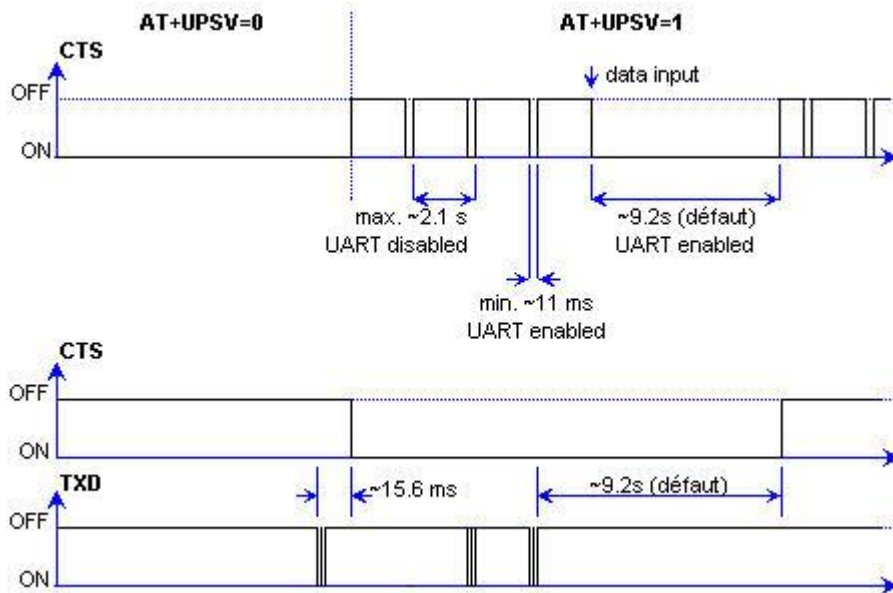 AT+UPSV=0 AT+UPSV=1
CTS
data input
OFF
ON
max. ~2.1 s
UART disabled
~9.2s (défaut)
UART enabled
min. ~11 ms
UART enabled
CTS
OFF
ON
TXD
~15.6 ms
~9.2s (défaut)
OFF
ON